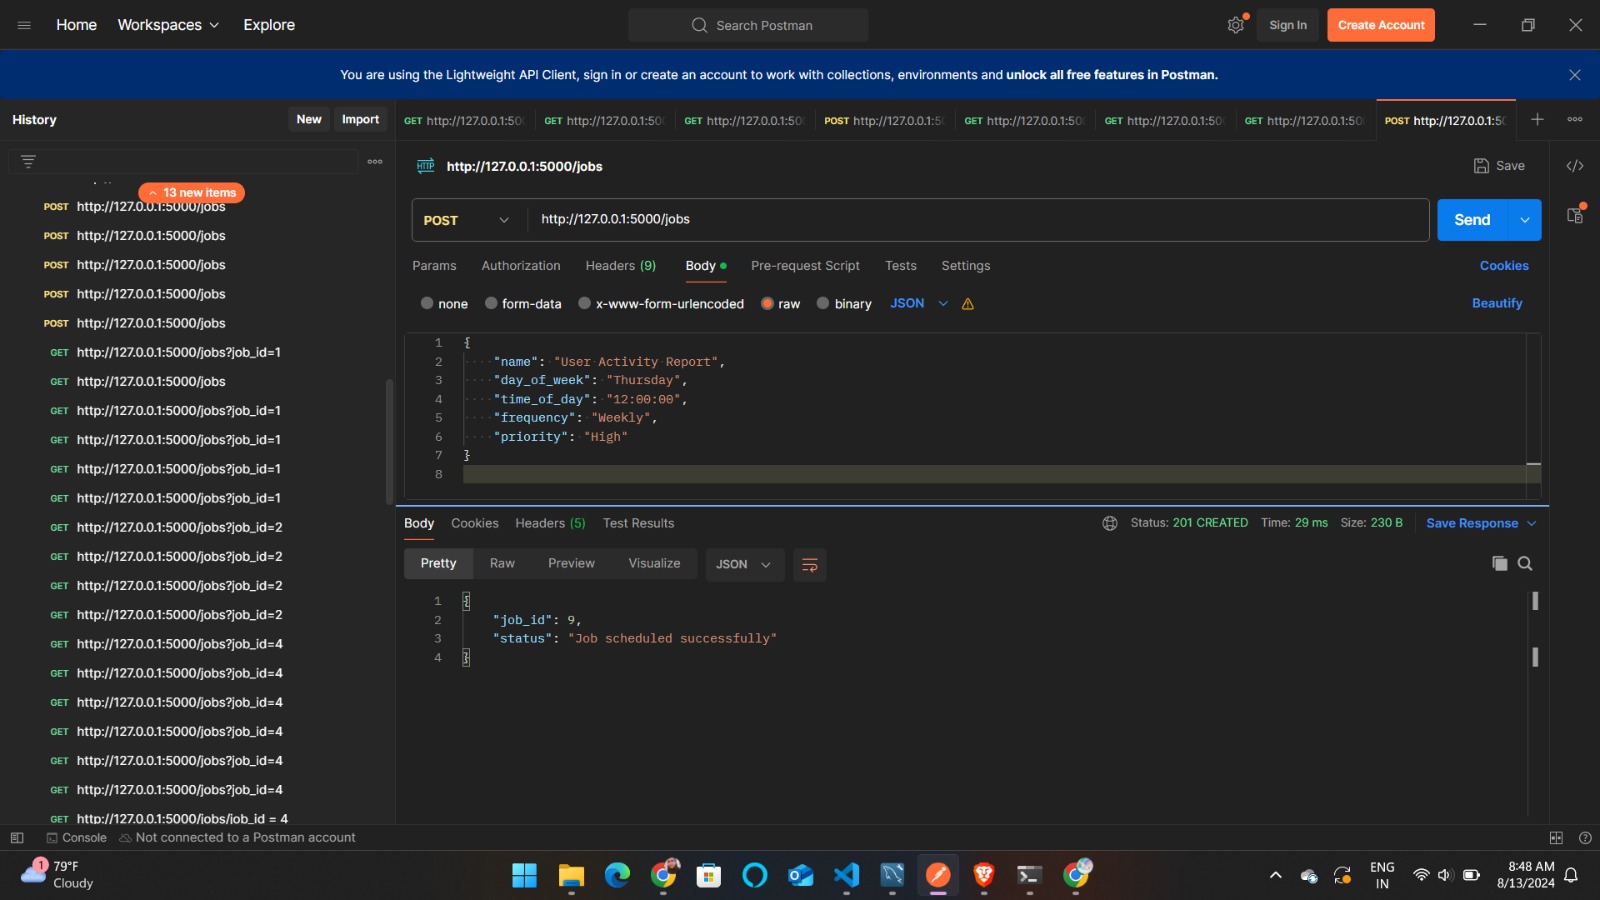 Home Workspaces Explore
Search Postman
Sign In Create Account
You are using the Lightweight API Client, sign in or create an account to work with collections, environments and unlock all free features in Postman.
History New Import
GET http://127.0.0.1:50 GET http://127.0.0.1:50 GET http://127.0.0.1:50 POST http://127.0.0.1:5 GET http://127.0.0.1:50 GET http://127.0.0.1:50 GET http://127.0.0.1:50 POST http://127.0.0.1:50
HTTP http://127.0.0.1:5000/jobs Save
13 new items
POST http://127.0.0.1:5000/jobs
POST http://127.0.0.1:5000/jobs
POST http://127.0.0.1:5000/jobs
POST http://127.0.0.1:5000/jobs
POST http://127.0.0.1:5000/jobs
GET http://127.0.0.1:5000/jobs?job_id=1
GET http://127.0.0.1:5000/jobs
GET http://127.0.0.1:5000/jobs?job_id=1
GET http://127.0.0.1:5000/jobs?job_id=1
GET http://127.0.0.1:5000/jobs?job_id=1
GET http://127.0.0.1:5000/jobs?job_id=1
GET http://127.0.0.1:5000/jobs?job_id=2
GET http://127.0.0.1:5000/jobs?job_id=2
GET http://127.0.0.1:5000/jobs?job_id=2
GET http://127.0.0.1:5000/jobs?job_id=2
GET http://127.0.0.1:5000/jobs?job_id=4
GET http://127.0.0.1:5000/jobs?job_id=4
GET http://127.0.0.1:5000/jobs?job_id=4
GET http://127.0.0.1:5000/jobs?job_id=4
GET http://127.0.0.1:5000/jobs?job_id=4
GET http://127.0.0.1:5000/jobs?job_id=4
GET http://127.0.0.1:5000/jobs/job_id = 4
POST http://127.0.0.1:5000/jobs Send
Params Authorization Headers (9) Body Pre-request Script Tests Settings Cookies
none form-data x-www-form-urlencoded raw binary JSON Beautify
1 {
2 "name": "User Activity Report",
3 "day_of_week": "Thursday",
4 "time_of_day": "12:00:00",
5 "frequency": "Weekly",
6 "priority": "High"
7 }
8
Body Cookies Headers (5) Test Results Status: 201 CREATED Time: 29 ms Size: 230 B Save Response
Pretty Raw Preview Visualize JSON
1 {
2 "job_id": 9,
3 "status": "Job scheduled successfully"
4 }
Console Not connected to a Postman account
1 79°F
Cloudy
ENG
IN
8:48 AM
8/13/2024